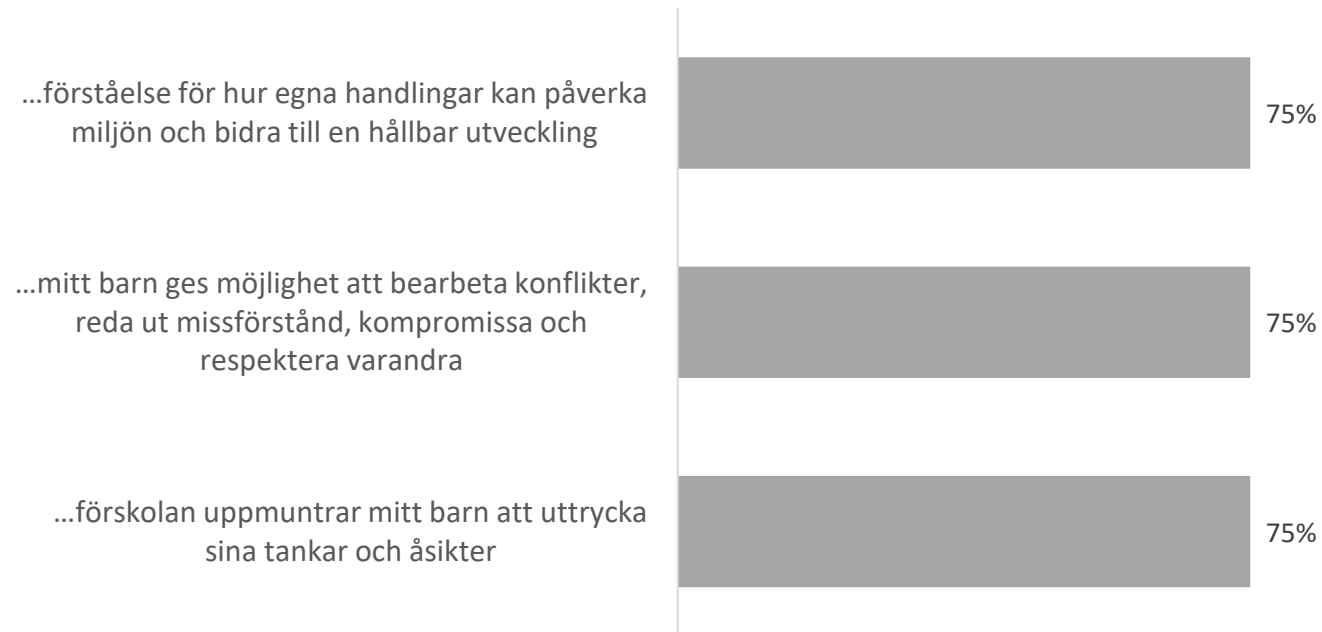 ...förståelse för hur egna handlingar kan påverka
miljön och bidra till en hållbar utveckling
75%
...mitt barn ges möjlighet att bearbeta konflikter,
reda ut missförstånd, kompromissa och
respektera varandra
75%
...förskolan uppmuntrar mitt barn att uttrycka
sina tankar och åsikter
75%